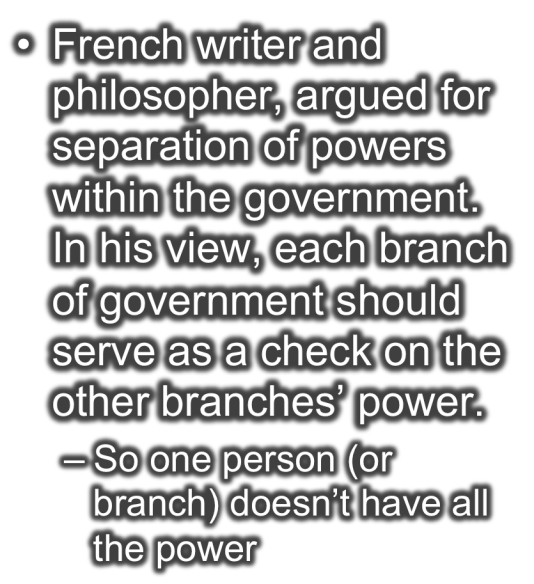 • French writer and
philosopher, argued for
separation of powers
within the government.
In his view, each branch
of government should
serve as a check on the
other branches’ power.
– So one person (or
branch) doesn’t have all
the power